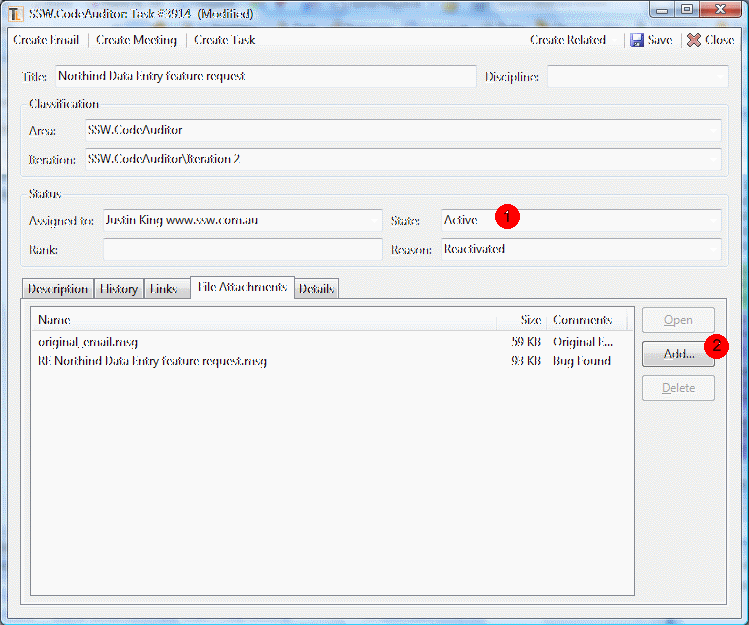 SSW.CodeAuditor: Task #3914 (Modified)
Create Email Create Meeting Create Task Create Related Save Close
Title: Northind Data Entry feature request Discipline:
Classification
Area: SSW.CodeAuditor
Iteration: SSW.CodeAuditor\Iteration 2
Status
Assigned to: Justin King www.ssw.com.au State: Active 1
Rank: Reason: Reactivated
Description History Links File Attachments Details
Name Size Comments Open
original_email.msg 59 KB Original E... Add... 2
RE Northind Data Entry feature request.msg 93 KB Bug Found
Delete